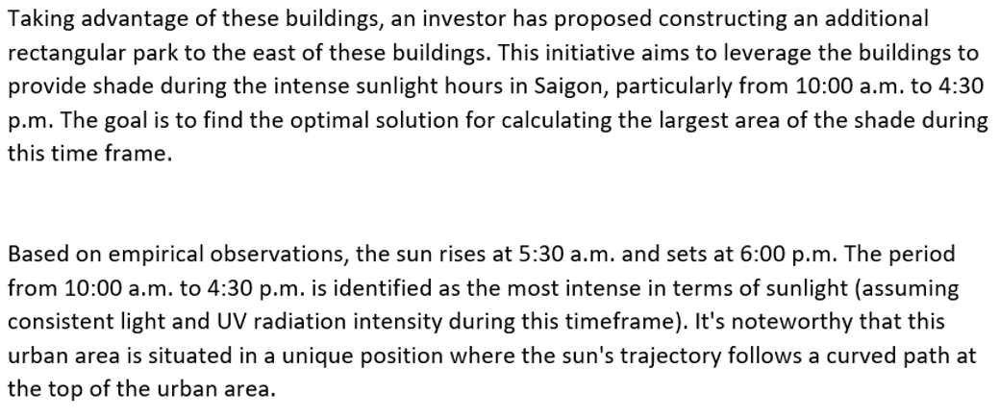 Taking advantage of these buildings, an investor has proposed constructing an additional
rectangular park to the east of these buildings. This initiative aims to leverage the buildings to
provide shade during the intense sunlight hours in Saigon, particularly from 10:00 a.m. to 4:30
p.m. The goal is to find the optimal solution for calculating the largest area of the shade during
this time frame.
Based on empirical observations, the sun rises at 5:30 a.m. and sets at 6:00 p.m. The period
from 10:00 a.m. to 4:30 p.m. is identified as the most intense in terms of sunlight (assuming
consistent light and UV radiation intensity during this timeframe). It's noteworthy that this
urban area is situated in a unique position where the sun's trajectory follows a curved path at
the top of the urban area.